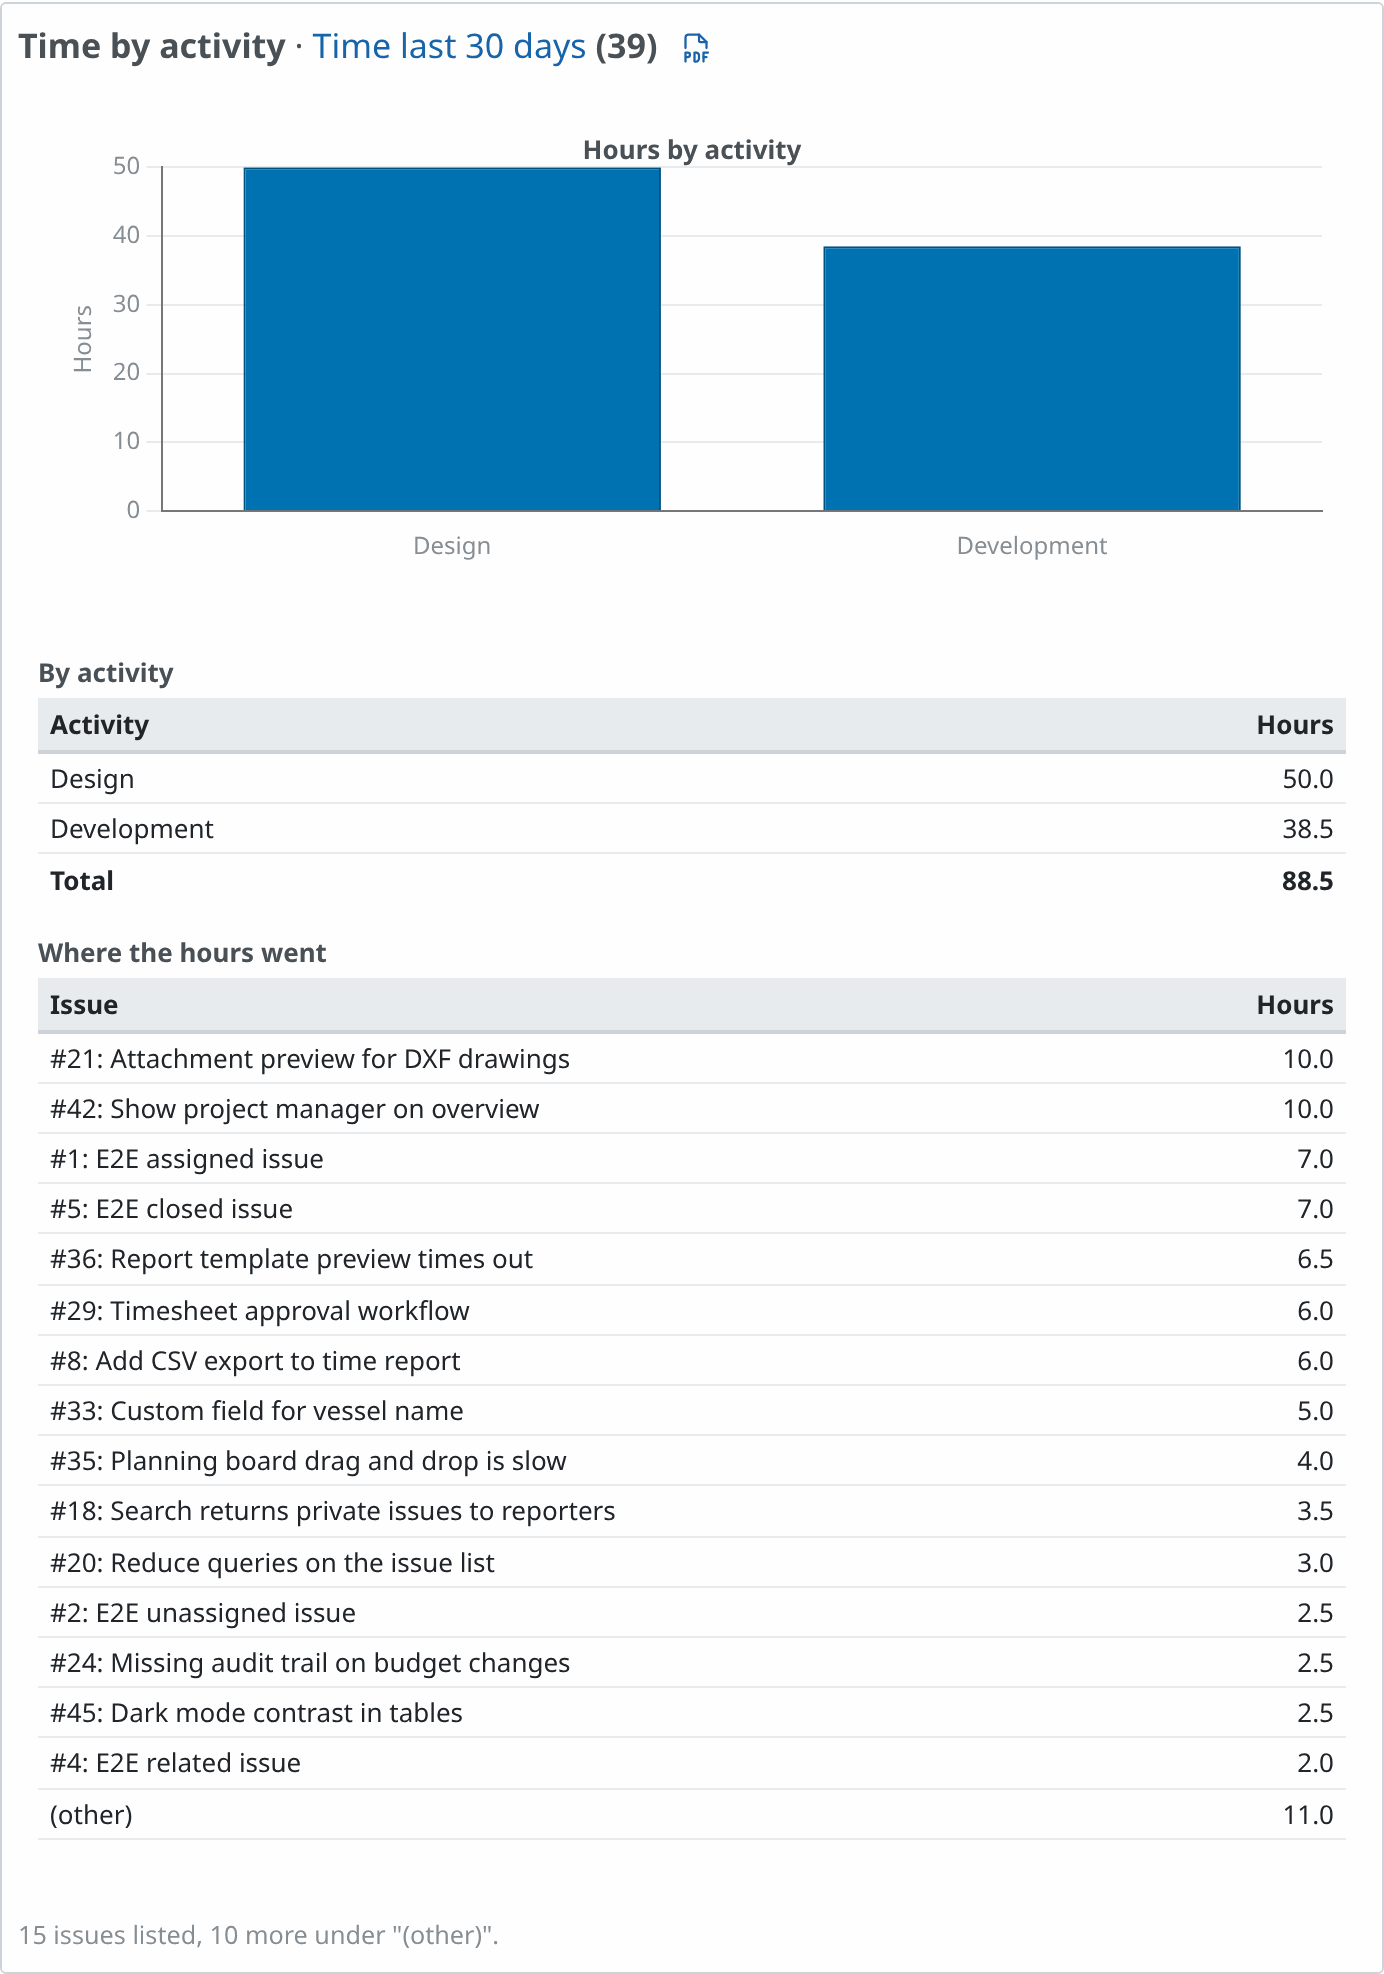 Time by activity · Time last 30 days (39) PDF
Hours by activity
50
40
30
20
10
0
Hours
Design Development
By activity
Activity Hours
Design 50.0
Development 38.5
Total 88.5
Where the hours went
Issue Hours
#21: Attachment preview for DXF drawings 10.0
#42: Show project manager on overview 10.0
#1: E2E assigned issue 7.0
#5: E2E closed issue 7.0
#36: Report template preview times out 6.5
#29: Timesheet approval workflow 6.0
#8: Add CSV export to time report 6.0
#33: Custom field for vessel name 5.0
#35: Planning board drag and drop is slow 4.0
#18: Search returns private issues to reporters 3.5
#20: Reduce queries on the issue list 3.0
#2: E2E unassigned issue 2.5
#24: Missing audit trail on budget changes 2.5
#45: Dark mode contrast in tables 2.5
#4: E2E related issue 2.0
(other) 11.0
15 issues listed, 10 more under "(other)".